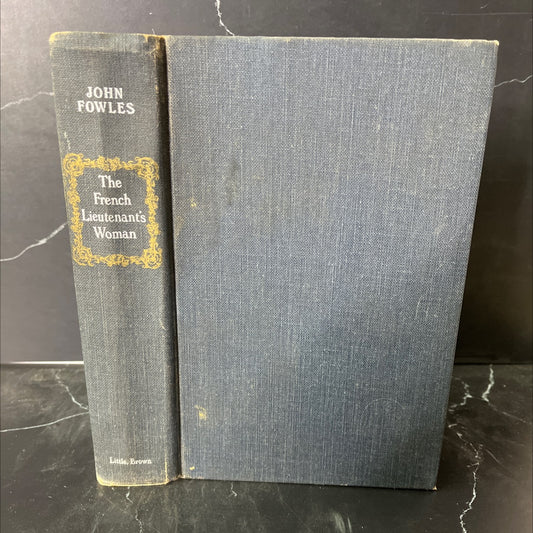 JOHN
FOWLES
The
French
Lieutenant's
Woman
Little, Brown